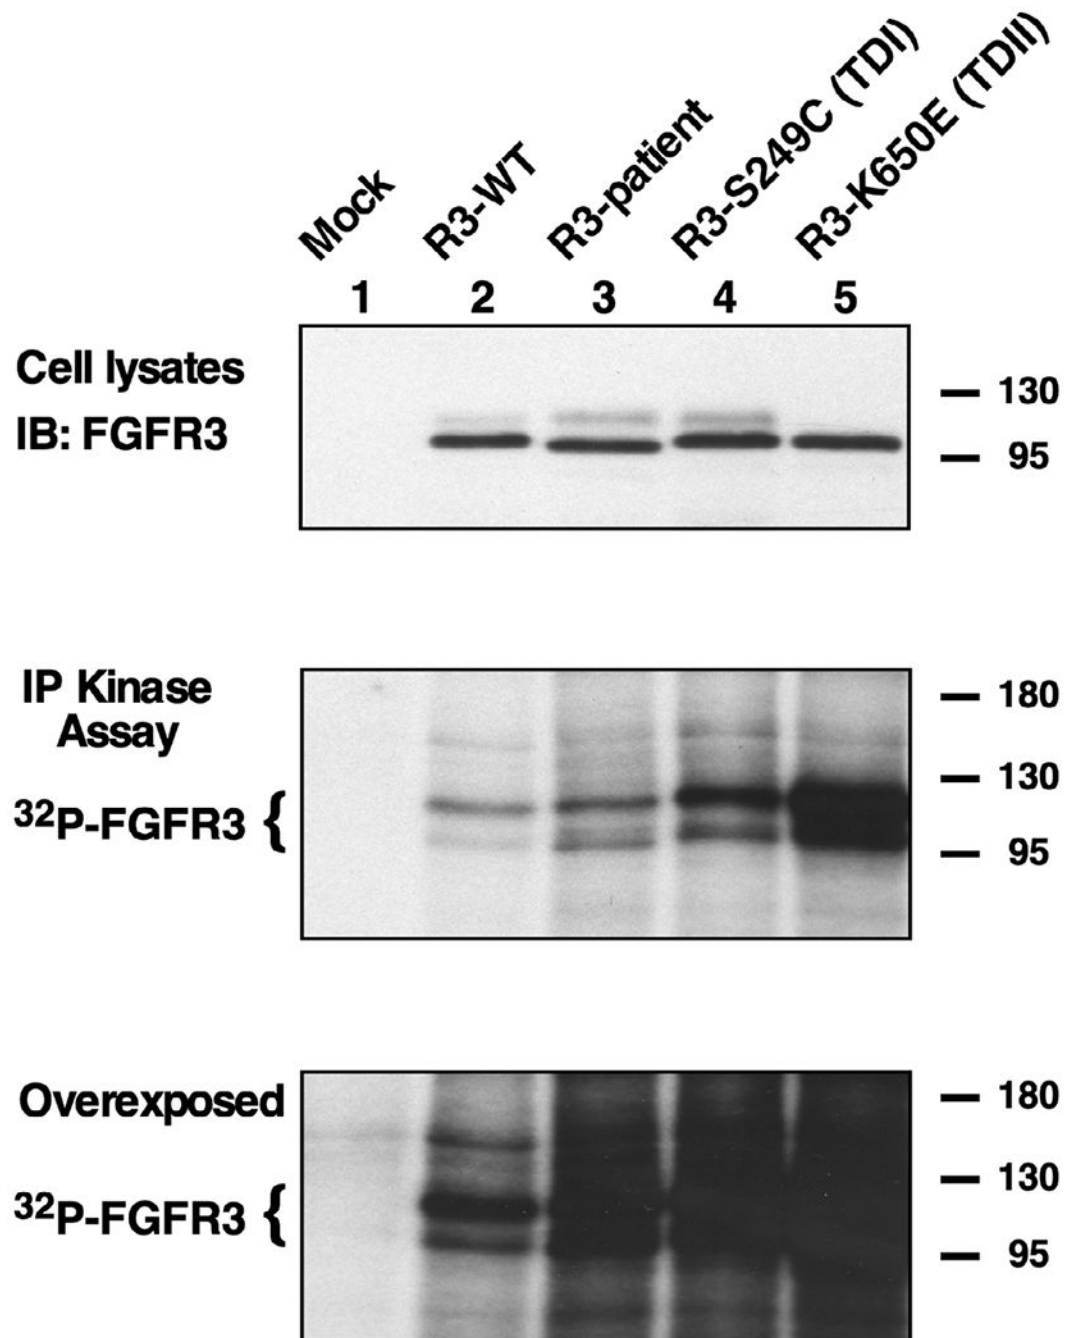 Mock
R3-WT
R3-patient
R3-S249C (TDI)
R3-K650E (TDII)
1 2 3 4 5
Cell lysates
IB: FGFR3
130
95
IP Kinase
Assay
32P-FGFR3 {
180
130
95
Overexposed
32P-FGFR3 {
180
130
95